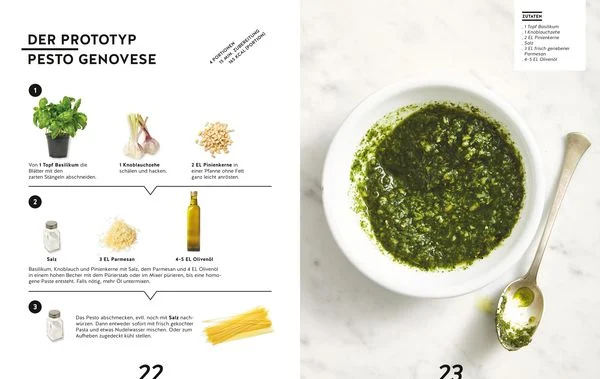 DER PROTOTYP
PESTO GENOVESE
4 PORTIONEN
15 MIN. ZUBEREITUNG
165 KCAL (PORTION)
1
Von 1 Topf Basilikum die
Blätter mit den
zarten Stängeln abschneiden.
1 Knoblauchzehe
schälen und hacken.
2 EL Pinienkerne in
einer Pfanne ohne Fett
ganz leicht anrösten.
2
Salz
3 EL Parmesan
4–5 EL Olivenöl
Basilikum, Knoblauch und Pinienkerne mit Salz, dem Parmesan und 4 EL Olivenöl
in einem hohen Becher mit dem Pürierstab oder im Mixer pürieren, bis eine homo-
gene Paste entsteht. Falls nötig, mehr Öl untermixen.
3
Das Pesto abschmecken, evtl. noch mit Salz nach-
würzen. Dann entweder sofort mit frisch gekochter
Pasta und etwas Nudelwasser mischen. Oder zum
Aufheben zugedeckt kühl stellen.
22
ZUTATEN
1 Topf Basilikum
1 Knoblauchzehe
2 EL Pinienkerne
Salz
3 EL frisch geriebener
Parmesan
4–5 EL Olivenöl
23